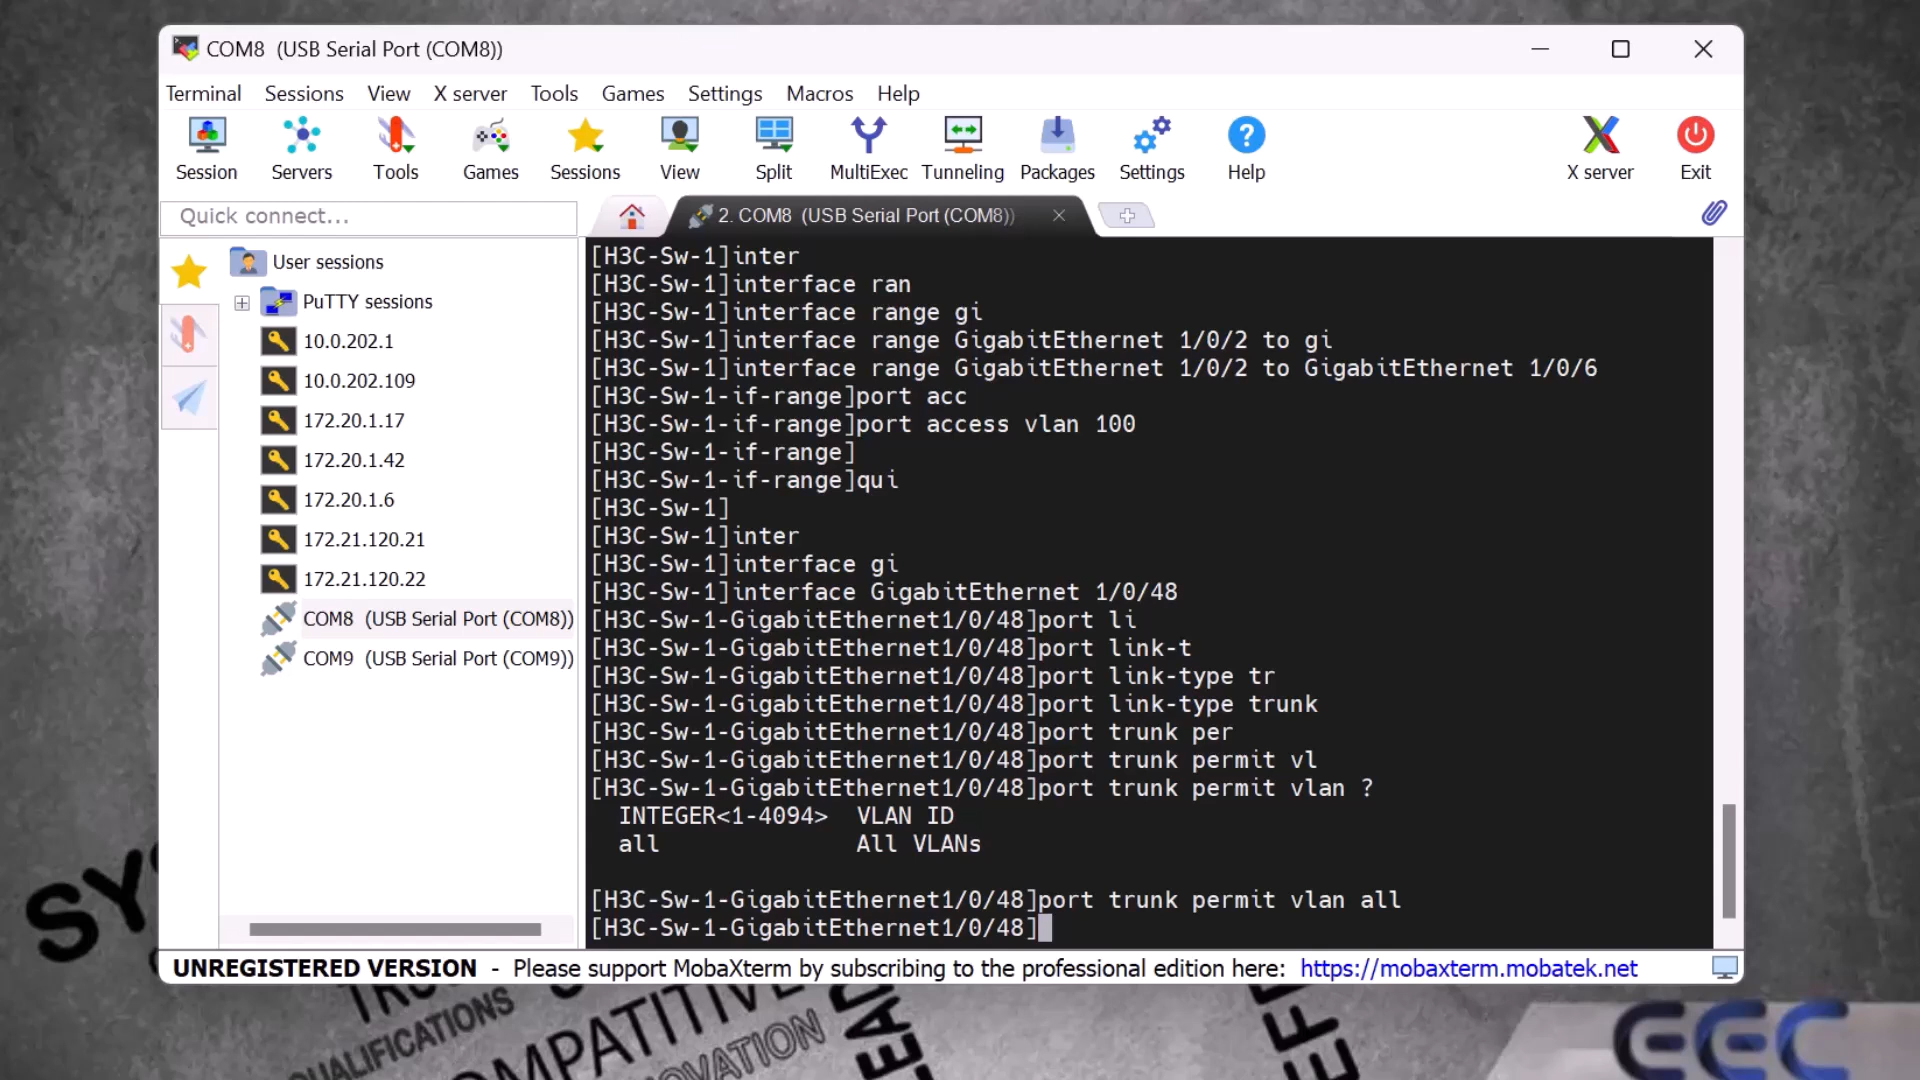 COM8  (USB Serial Port (COM8))
Terminal Sessions View X server Tools Games Settings Macros Help
Session Servers Tools Games Sessions View Split MultiExec Tunneling Packages Settings Help X server Exit
Quick connect...
2. COM8  (USB Serial Port (COM8))
User sessions
PuTTY sessions
10.0.202.1
10.0.202.109
172.20.1.17
172.20.1.42
172.20.1.6
172.21.120.21
172.21.120.22
COM8  (USB Serial Port (COM8))
COM9  (USB Serial Port (COM9))
[H3C-Sw-1]inter
[H3C-Sw-1]interface ran
[H3C-Sw-1]interface range gi
[H3C-Sw-1]interface range GigabitEthernet 1/0/2 to gi
[H3C-Sw-1]interface range GigabitEthernet 1/0/2 to GigabitEthernet 1/0/6
[H3C-Sw-1-if-range]port acc
[H3C-Sw-1-if-range]port access vlan 100
[H3C-Sw-1-if-range]
[H3C-Sw-1-if-range]qui
[H3C-Sw-1]
[H3C-Sw-1]inter
[H3C-Sw-1]interface gi
[H3C-Sw-1]interface GigabitEthernet 1/0/48
[H3C-Sw-1-GigabitEthernet1/0/48]port li
[H3C-Sw-1-GigabitEthernet1/0/48]port link-t
[H3C-Sw-1-GigabitEthernet1/0/48]port link-type tr
[H3C-Sw-1-GigabitEthernet1/0/48]port link-type trunk
[H3C-Sw-1-GigabitEthernet1/0/48]port trunk per
[H3C-Sw-1-GigabitEthernet1/0/48]port trunk permit vl
[H3C-Sw-1-GigabitEthernet1/0/48]port trunk permit vlan ?
INTEGER<1-4094>  VLAN ID
all              All VLANs
[H3C-Sw-1-GigabitEthernet1/0/48]port trunk permit vlan all
[H3C-Sw-1-GigabitEthernet1/0/48]
UNREGISTERED VERSION - Please support MobaXterm by subscribing to the professional edition here: https://mobaxterm.mobatek.net
EEC